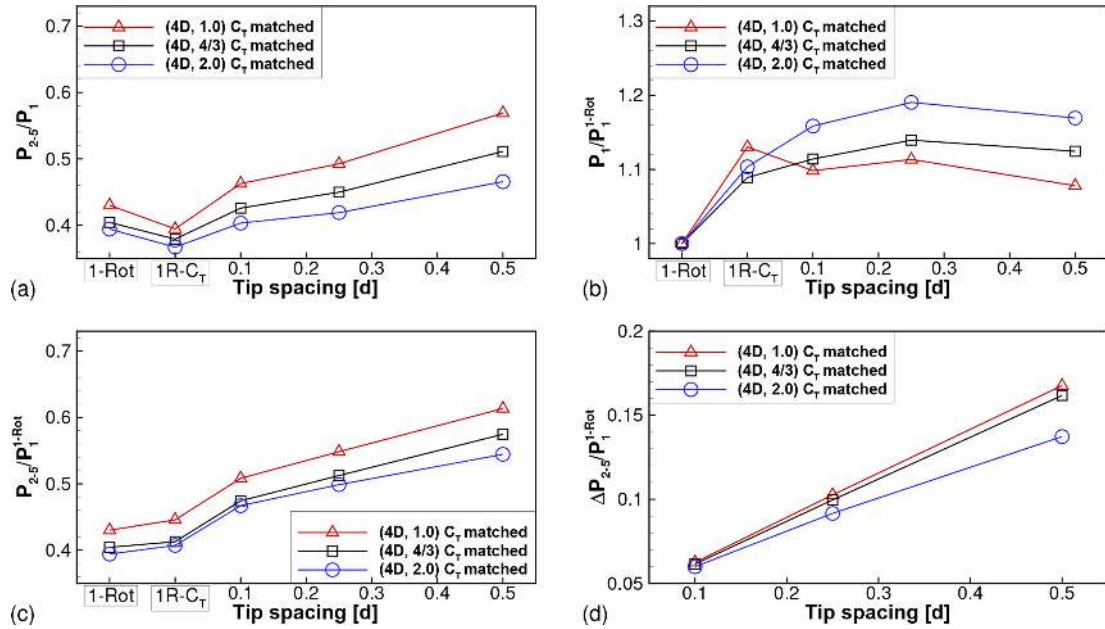 0.7
(4D, 1.0) C_T matched
(4D, 4/3) C_T matched
(4D, 2.0) C_T matched
0.6
P_2-5/P_1
0.5
0.4
1-Rot 1R-C_T 0.1 0.2 0.3 0.4 0.5
(a) Tip spacing [d]
1.3
(4D, 1.0) C_T matched
(4D, 4/3) C_T matched
(4D, 2.0) C_T matched
1.2
P_1/P_1^1-Rot
1.1
1
1-Rot 1R-C_T 0.1 0.2 0.3 0.4 0.5
(b) Tip spacing [d]
0.7
0.6
P_2-5/P_1^1-Rot
0.5
(4D, 1.0) C_T matched
(4D, 4/3) C_T matched
(4D, 2.0) C_T matched
0.4
1-Rot 1R-C_T 0.1 0.2 0.3 0.4 0.5
(c) Tip spacing [d]
0.2
(4D, 1.0) C_T matched
(4D, 4/3) C_T matched
(4D, 2.0) C_T matched
0.15
ΔP_2-5/P_1^1-Rot
0.1
0.05
0.1 0.2 0.3 0.4 0.5
(d) Tip spacing [d]